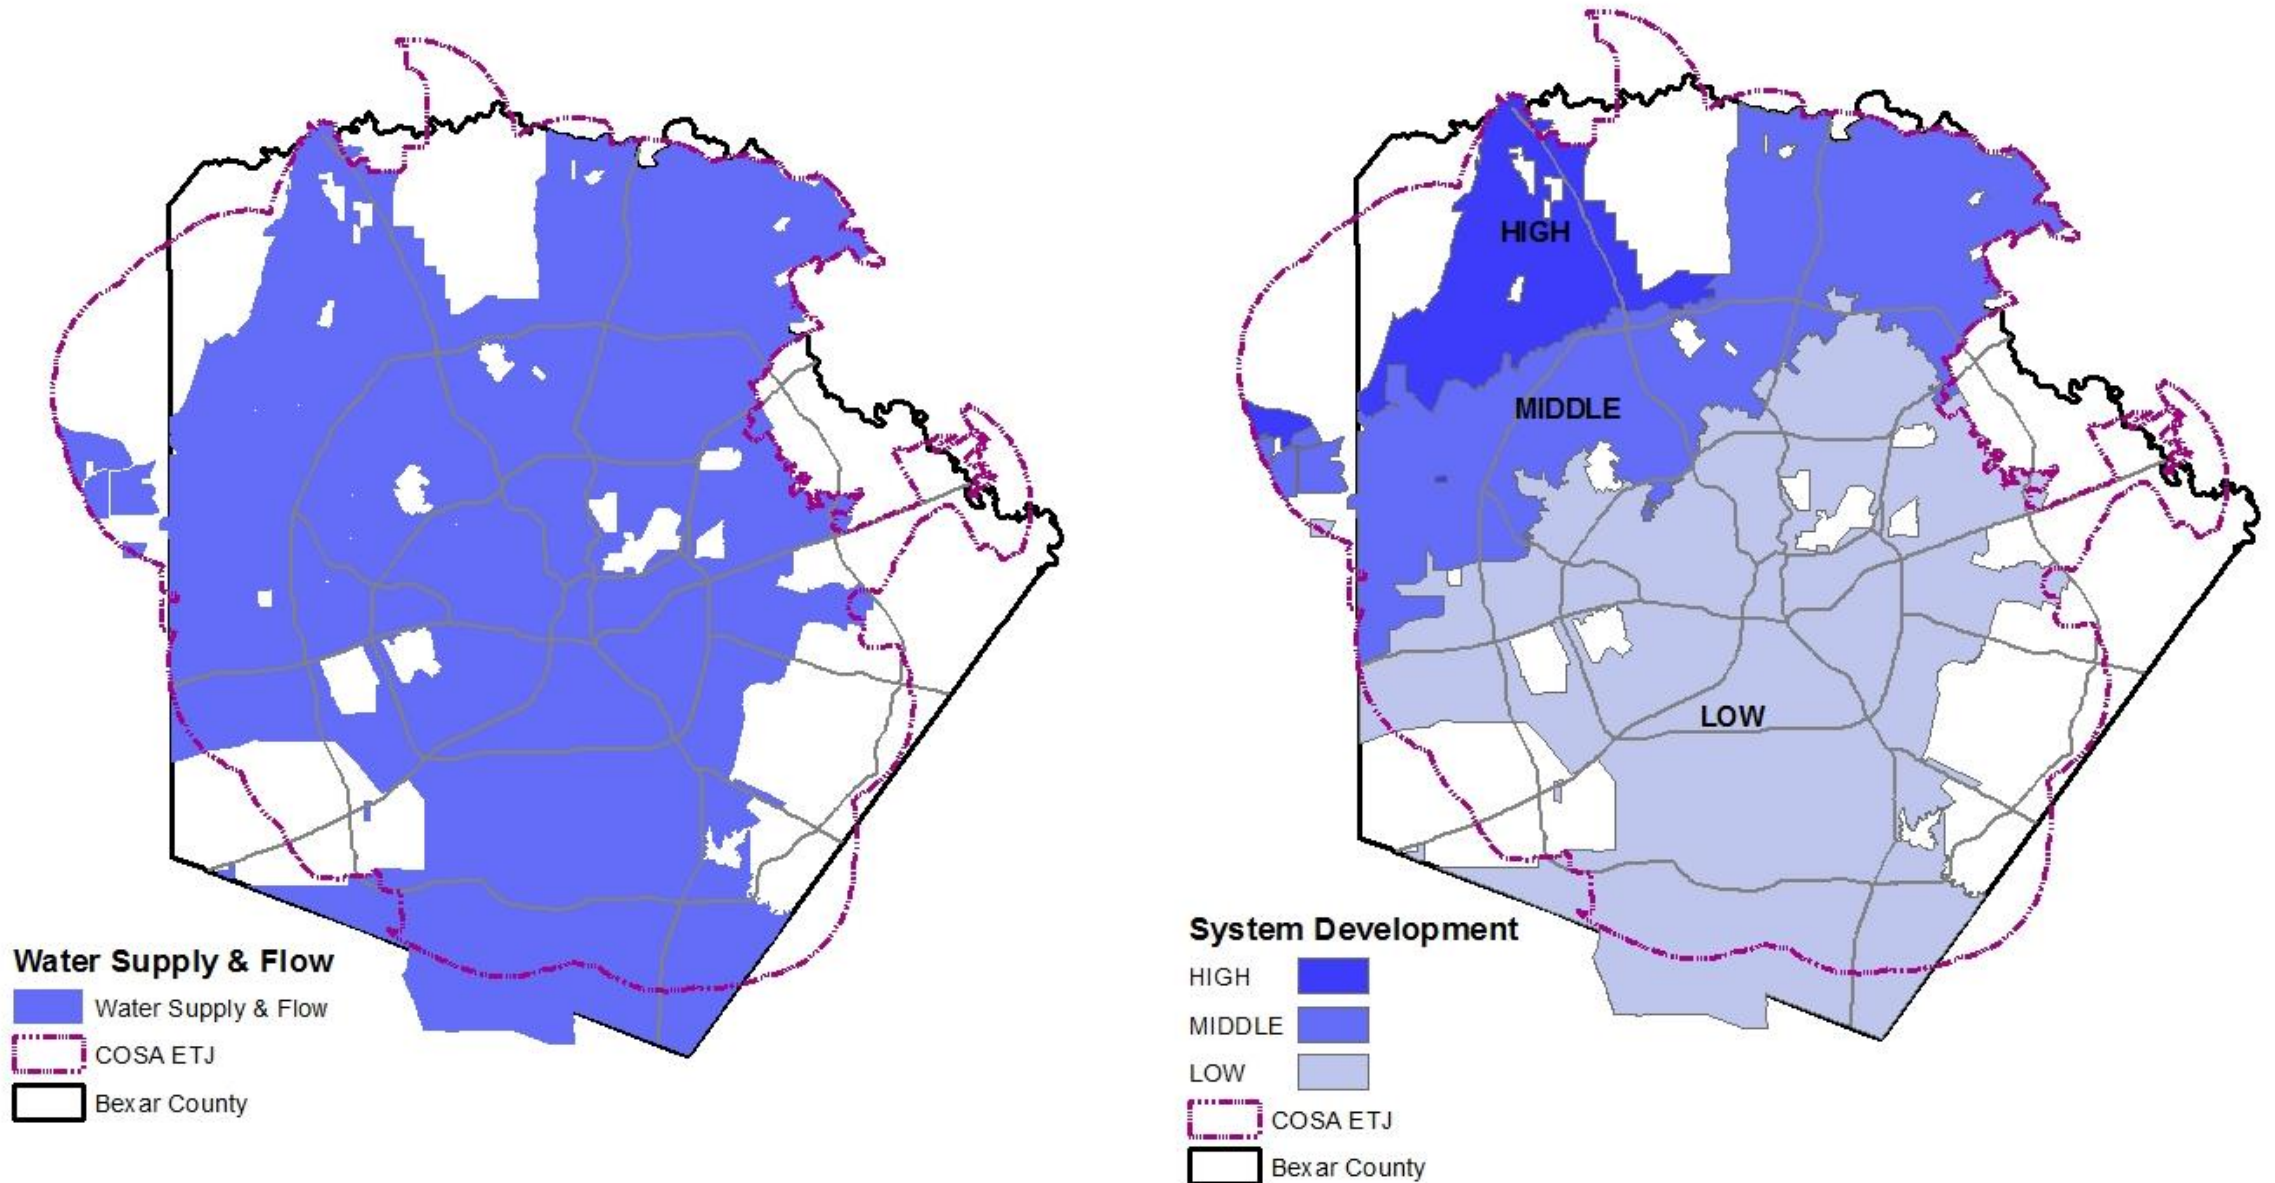 HIGH
MIDDLE
LOW
Water Supply & Flow
Water Supply & Flow
COSA ETJ
Bexar County
System Development
HIGH
MIDDLE
LOW
COSA ETJ
Bexar County